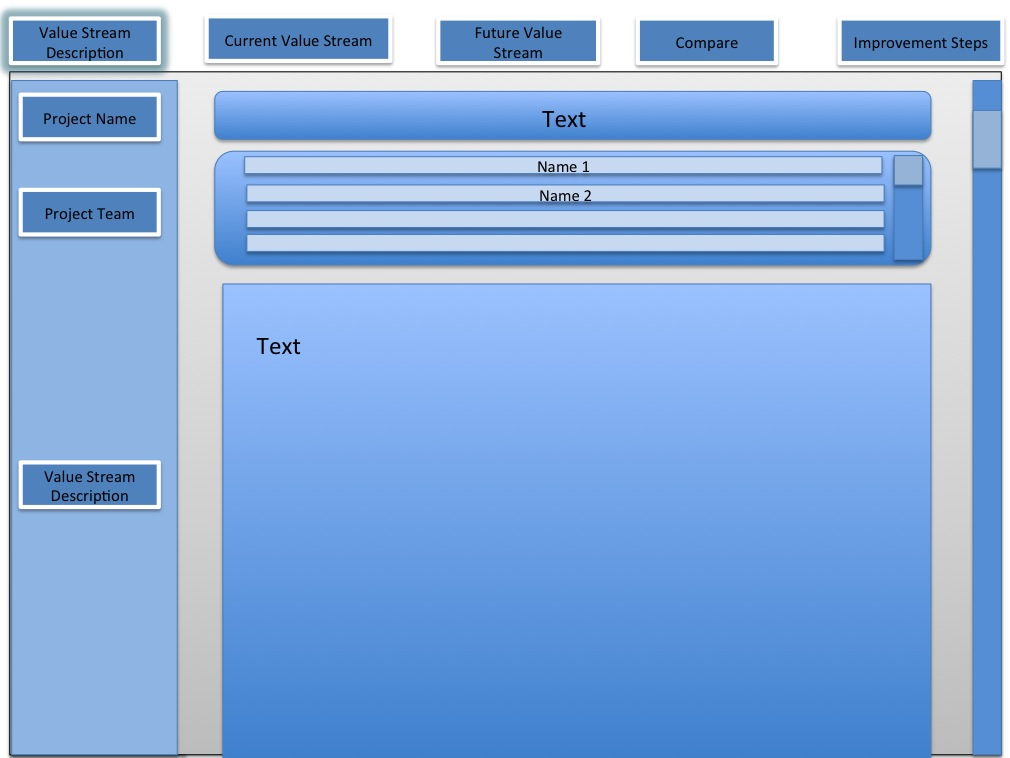 Value Stream
Description
Current Value Stream
Future Value
Stream
Compare
Improvement Steps
Project Name
Text
Name 1
Name 2
Project Team
Text
Value Stream
Description